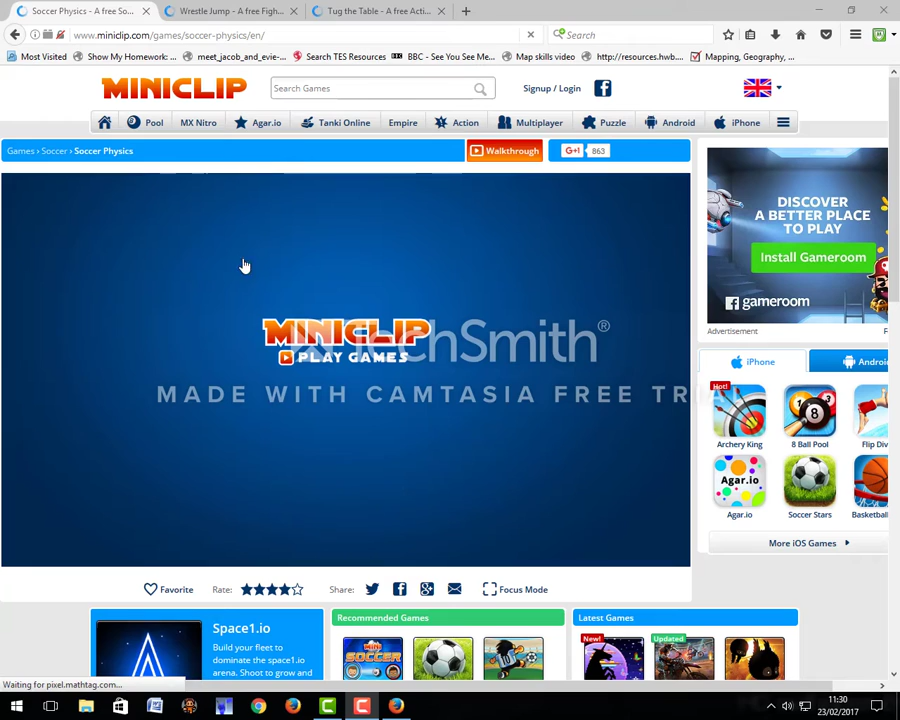 Soccer Physics - A free So...
Wrestle Jump - A free Figh...
Tug the Table - A free Acti...
www.miniclip.com/games/soccer-physics/en/
Search
Most Visited
Show My Homework: ...
meet_jacob_and_evie-...
Search TES Resources
BBC - See You See Me...
Map skills video
http://resources.hwb....
Mapping, Geography, ...
MINICLIP
Search Games
Signup / Login
Pool
MX Nitro
Agar.io
Tanki Online
Empire
Action
Multiplayer
Puzzle
Android
iPhone
Games › Soccer › Soccer Physics
Walkthrough
G+1
863
DISCOVER
A BETTER PLACE
TO PLAY
Install Gameroom
gameroom
Advertisement
MINICLIP
PLAY GAMES
TechSmith®
MADE WITH CAMTASIA FREE TRIAL
iPhone
Android
Hot!
Archery King
8 Ball Pool
Flip Div
Agar.io
Agar.io
Soccer Stars
Basketball
More iOS Games
Favorite
Rate:
Share:
Focus Mode
Space1.io
Build your fleet to
dominate the space1.io
arena. Shoot to grow and
Recommended Games
MINI
SOCCER
Latest Games
New!
Updated
Waiting for pixel.mathtag.com...
11:30
23/02/2017